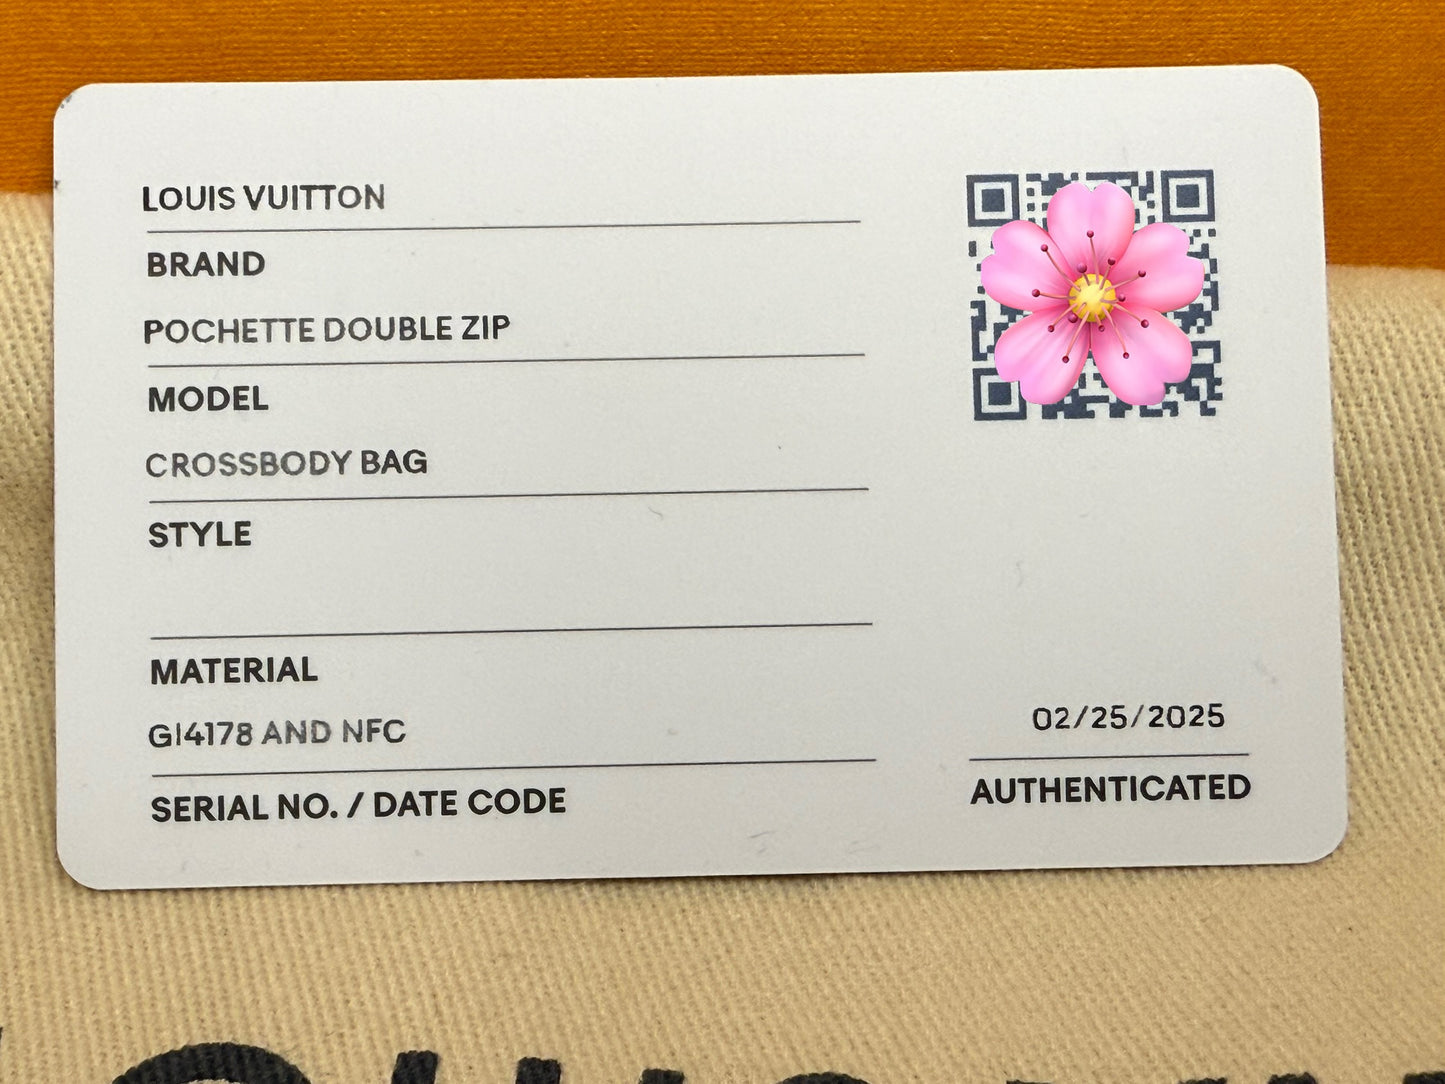 LOUIS VUITTON
BRAND
POCHETTE DOUBLE ZIP
MODEL
CROSSBODY BAG
STYLE
MATERIAL
GI4178 AND NFC
SERIAL NO. / DATE CODE
02/25/2025
AUTHENTICATED